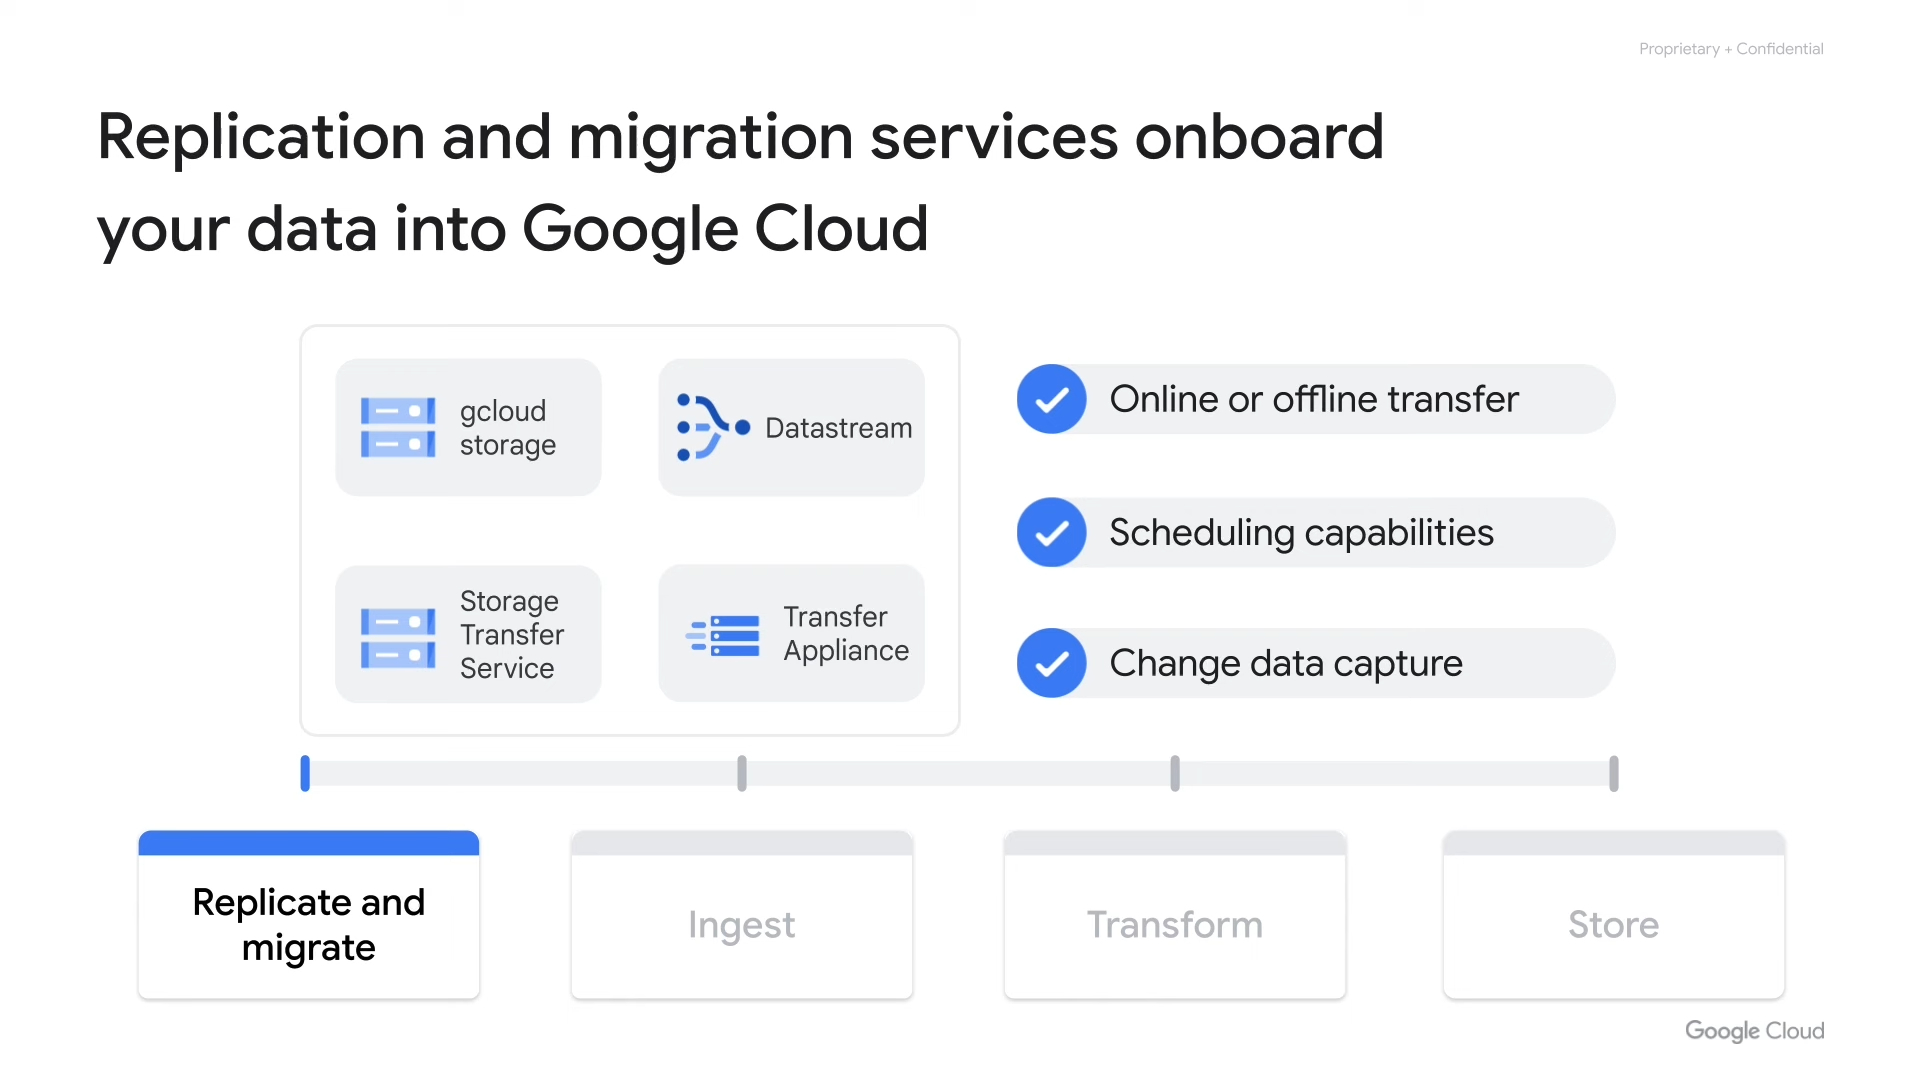 Proprietary + Confidential
Replication and migration services onboard
your data into Google Cloud
gcloud
storage
Datastream
Storage
Transfer
Service
Transfer
Appliance
Online or offline transfer
Scheduling capabilities
Change data capture
Replicate and
migrate
Ingest
Transform
Store
Google Cloud